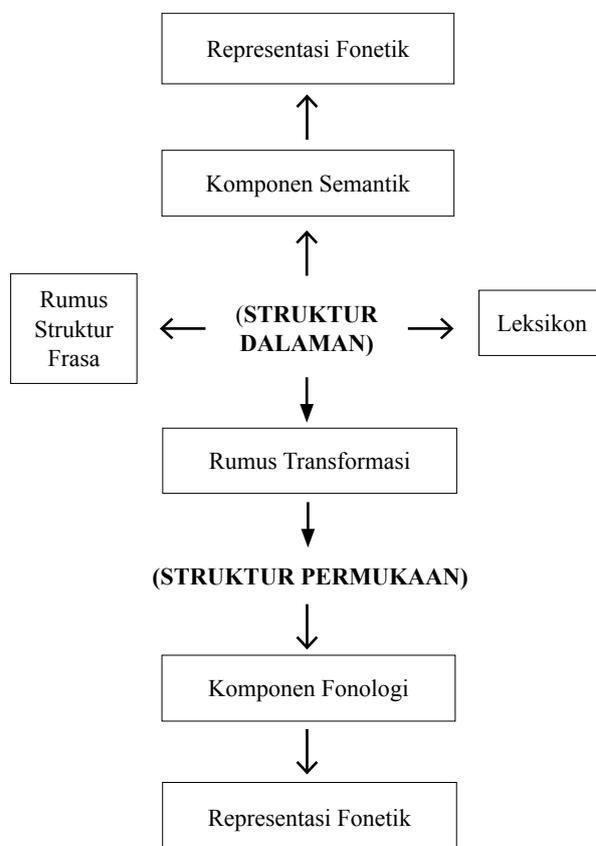 Representasi Fonetik
Komponen Semantik
Rumus
Struktur
Frasa
(STRUKTUR
DALAMAN)
Leksikon
Rumus Transformasi
(STRUKTUR PERMUKAAN)
Komponen Fonologi
Representasi Fonetik